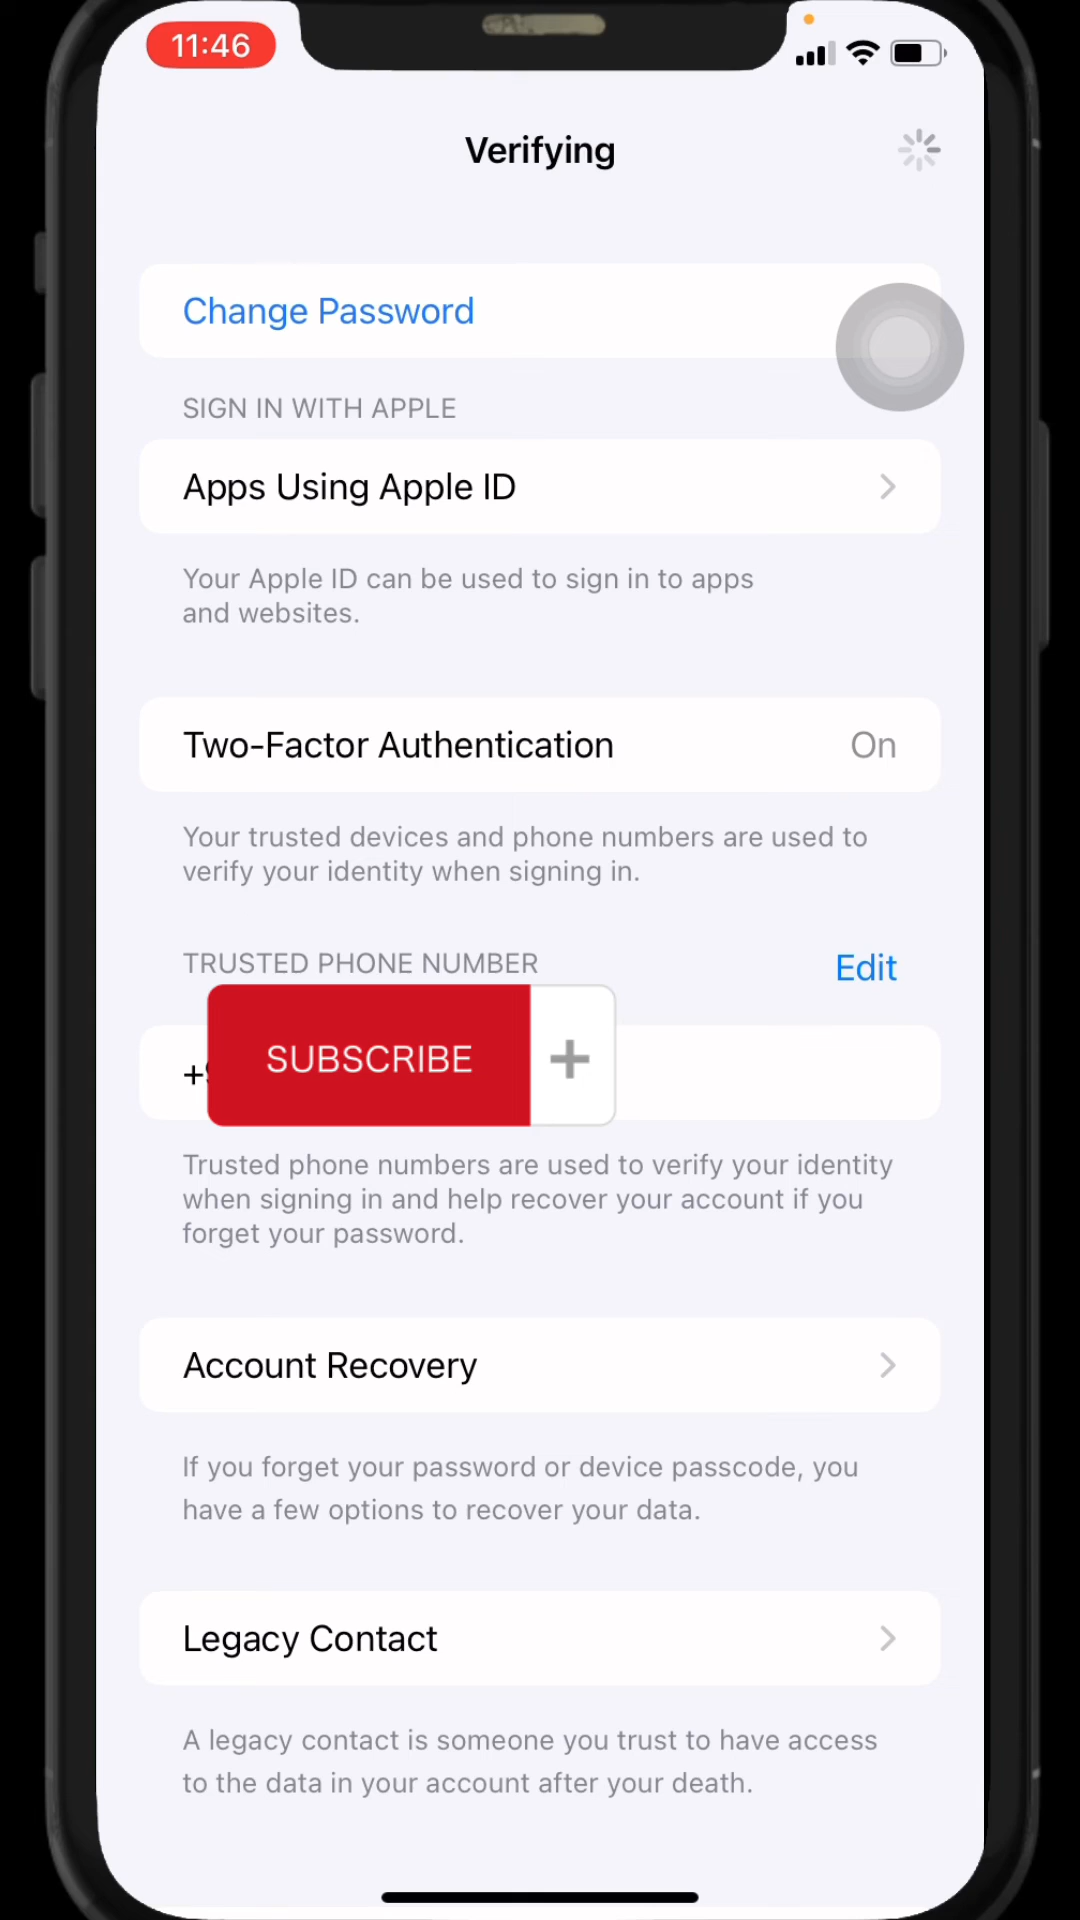 11:46
Verifying
Change Password
SIGN IN WITH APPLE
Apps Using Apple ID
Your Apple ID can be used to sign in to apps
and websites.
Two-Factor Authentication
On
Your trusted devices and phone numbers are used to
verify your identity when signing in.
TRUSTED PHONE NUMBER
Edit
SUBSCRIBE
+
Trusted phone numbers are used to verify your identity
when signing in and help recover your account if you
forget your password.
Account Recovery
If you forget your password or device passcode, you
have a few options to recover your data.
Legacy Contact
A legacy contact is someone you trust to have access
to the data in your account after your death.